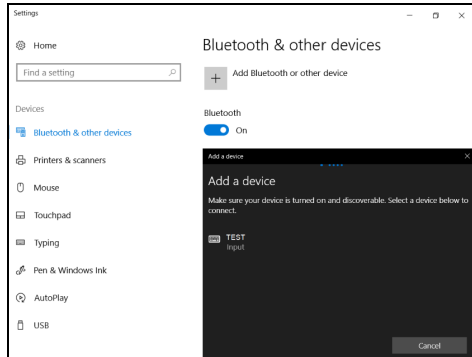 Settings
Home
Find a setting
Devices
Bluetooth & other devices
Printers & scanners
Mouse
Touchpad
Typing
Pen & Windows Ink
AutoPlay
USB
Bluetooth & other devices
Add Bluetooth or other device
Bluetooth
On
Add a device
Add a device
Make sure your device is turned on and discoverable. Select a device below to
connect.
TEST
Input
Cancel